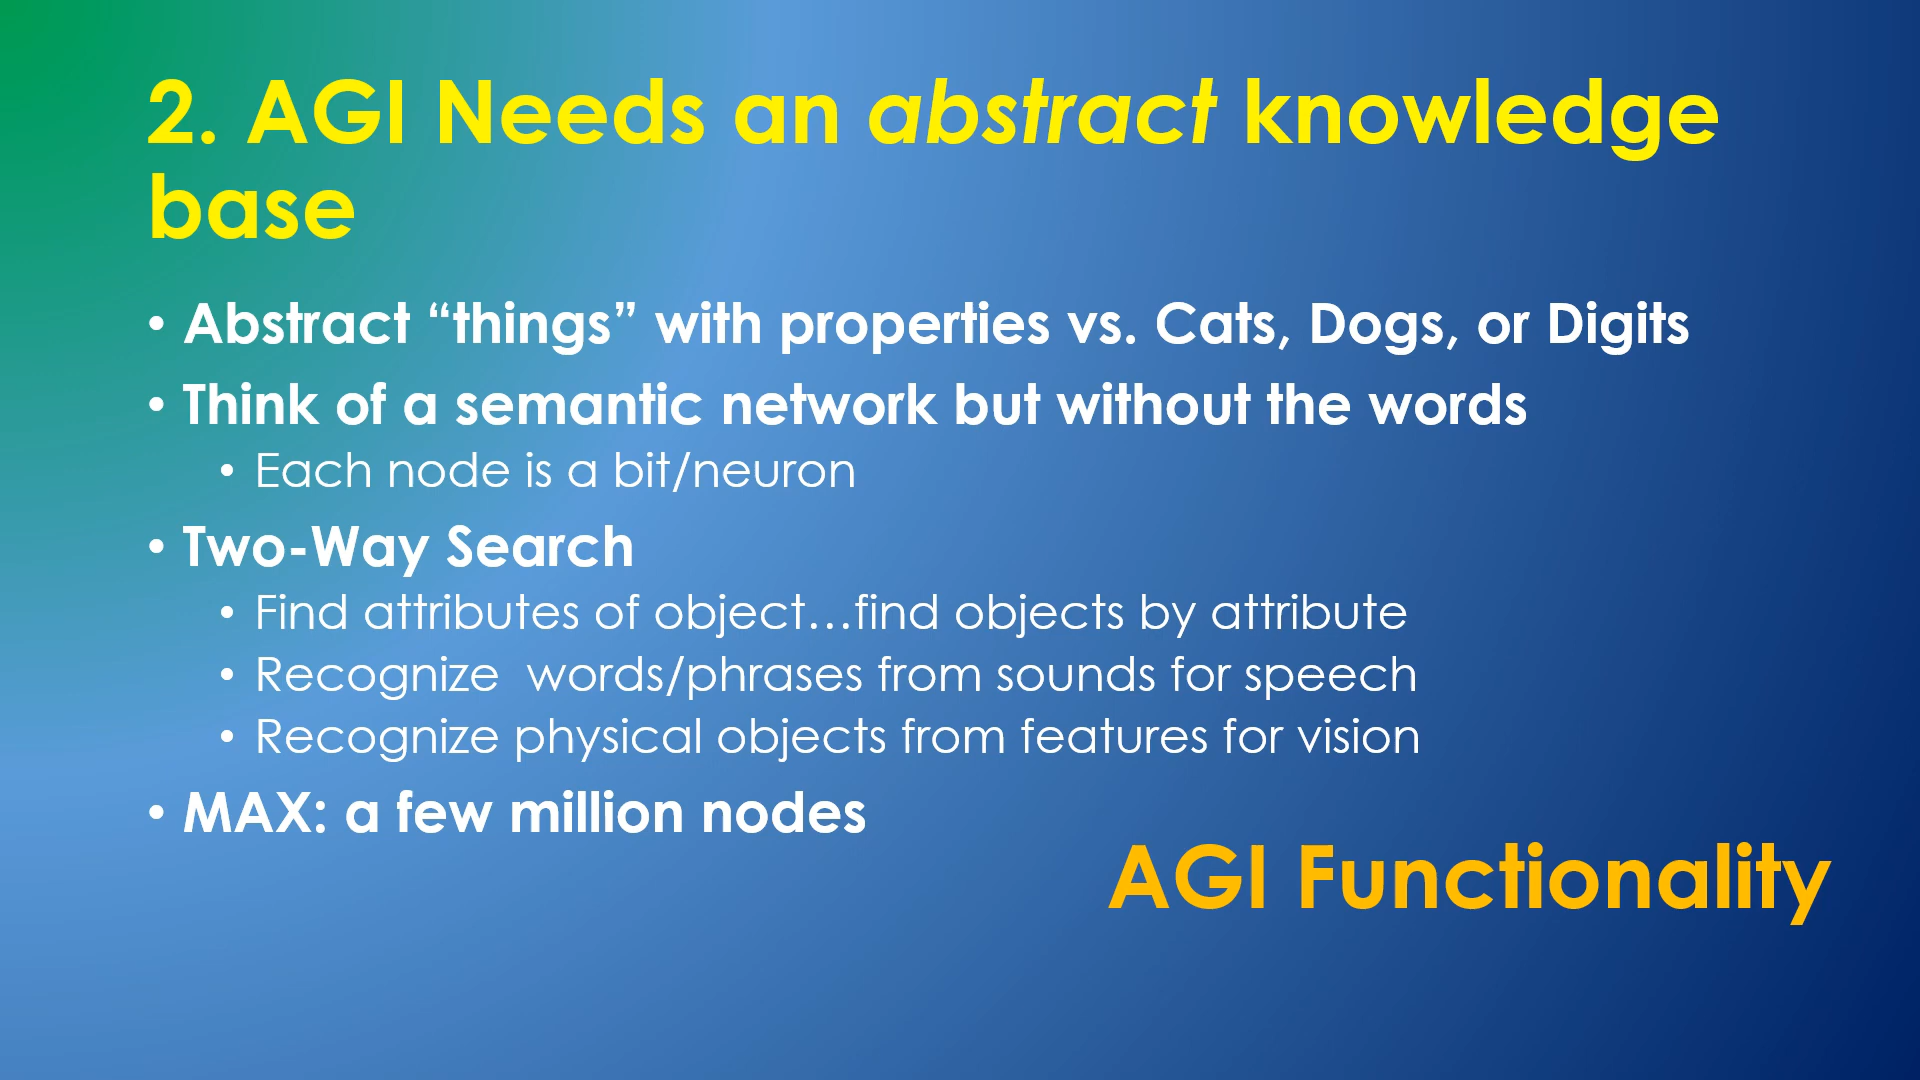 2. AGI Needs an abstract knowledge
base
• Abstract “things” with properties vs. Cats, Dogs, or Digits
• Think of a semantic network but without the words
• Each node is a bit/neuron
• Two-Way Search
• Find attributes of object…find objects by attribute
• Recognize  words/phrases from sounds for speech
• Recognize physical objects from features for vision
• MAX: a few million nodes
AGI Functionality